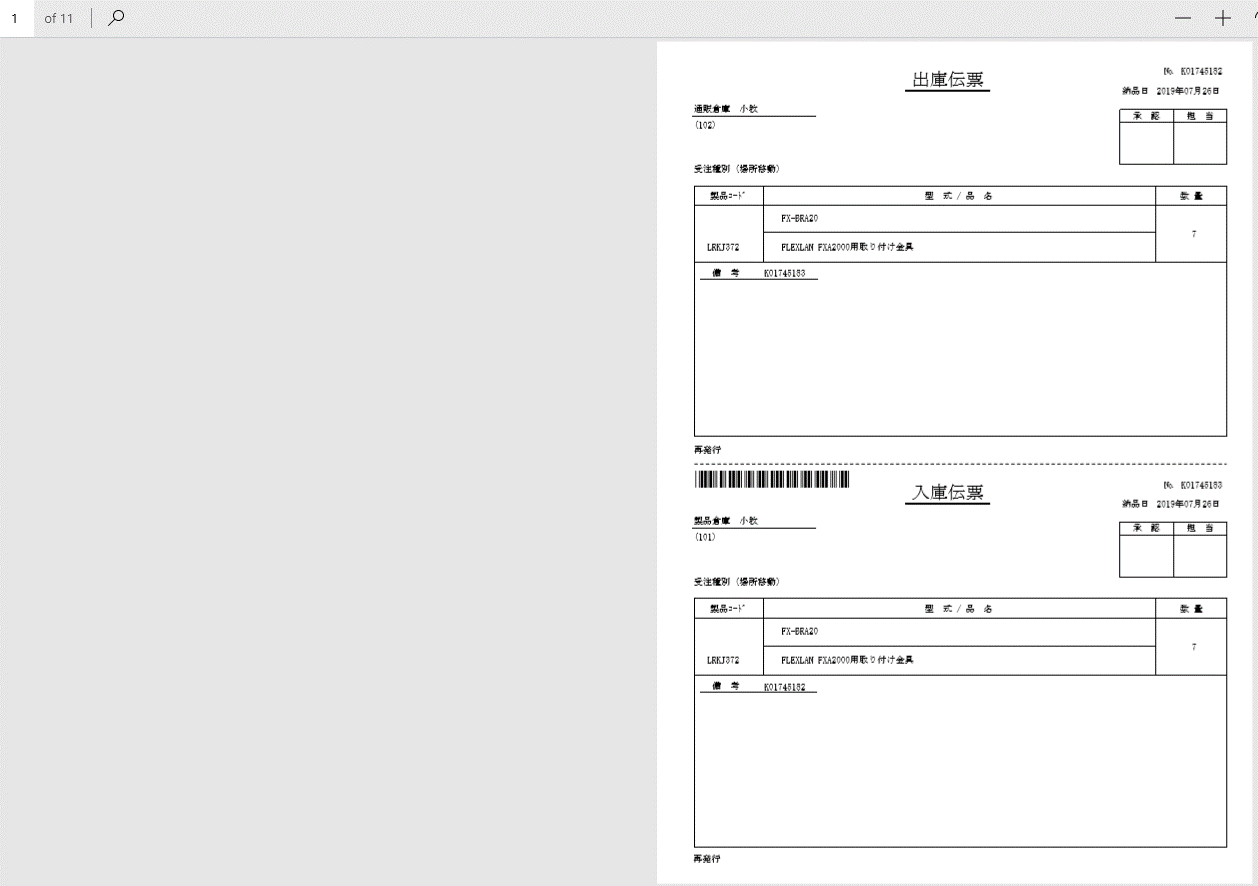 1 of 11
出庫伝票
№ K01745182
納品日 2019年07月26日
通販倉庫 小牧
(102)
承 認 担 当
受注種別（場所移動）
製品ｺｰﾄﾞ 型 式 / 品 名 数 量
FX-BRA20
7
LRKJ372 FLEXLAN FXA2000用取り付け金具
備 考 K01745183
再発行
入庫伝票
№ K01745183
納品日 2019年07月26日
製品倉庫 小牧
(101)
承 認 担 当
受注種別（場所移動）
製品ｺｰﾄﾞ 型 式 / 品 名 数 量
FX-BRA20
7
LRKJ372 FLEXLAN FXA2000用取り付け金具
備 考 K01745182
再発行